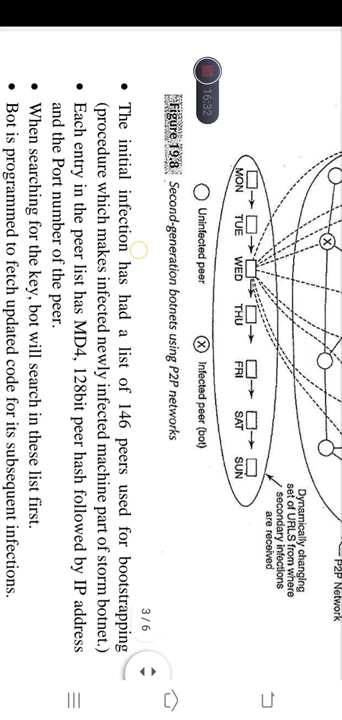 P2P Network
X
Dynamically changing
set of URLS from where
secondary infections
are received
MON TUE WED THU FRI SAT SUN
Uninfected peer X Infected peer (bot)
16:32
Figure 19.8 Second-generation botnets using P2P networks
3/6
• The initial infection has had a list of 146 peers used for bootstrapping
(procedure which makes infected newly infected machine part of storm botnet.)
• Each entry in the peer list has MD4, 128bit peer hash followed by IP address
and the Port number of the peer.
• When searching for the key, bot will search in these list first.
• Bot is programmed to fetch updated code for its subsequent infections.